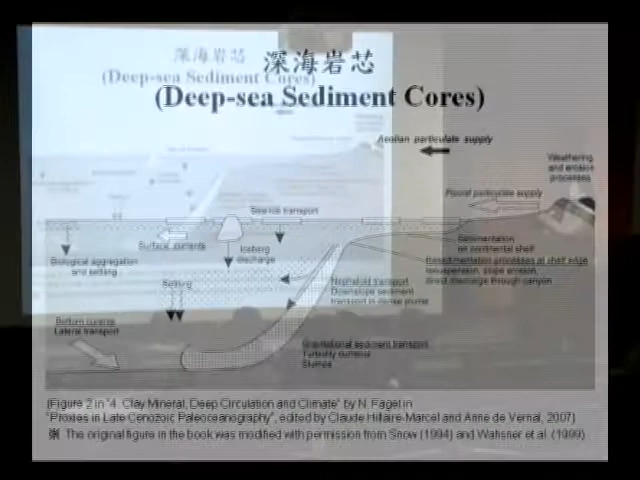 深海岩芯
(Deep-sea Sediment Cores)
深海岩芯
(Deep-sea Sediment Cores)
Aeolian particulate supply
Weathering
and erosion
processes
Fluvial particulate supply
Sea-ice transport
Surface currents
Iceberg
discharge
Sedimentation
on continental shelf
Biological aggregation
and settling
Resedimentation processes at shelf edge
resuspension, slope erosion,
direct discharge through canyon
Settling
Nepheloid transport
Downslope sediment
transport in dense plume
Bottom currents
Lateral transport
Gravitational sediment transport
Turbidity currents
Slumps
(Figure 2 in "4. Clay Mineral, Deep Circulation and Climate" by N. Fagel in
"Proxies in Late Cenozoic Paleoceanography", edited by Claude Hillaire-Marcel and Anne de Vernal, 2007)
※ The original figure in the book was modified with permission from Snow (1994) and Wahsner et al. (1999)